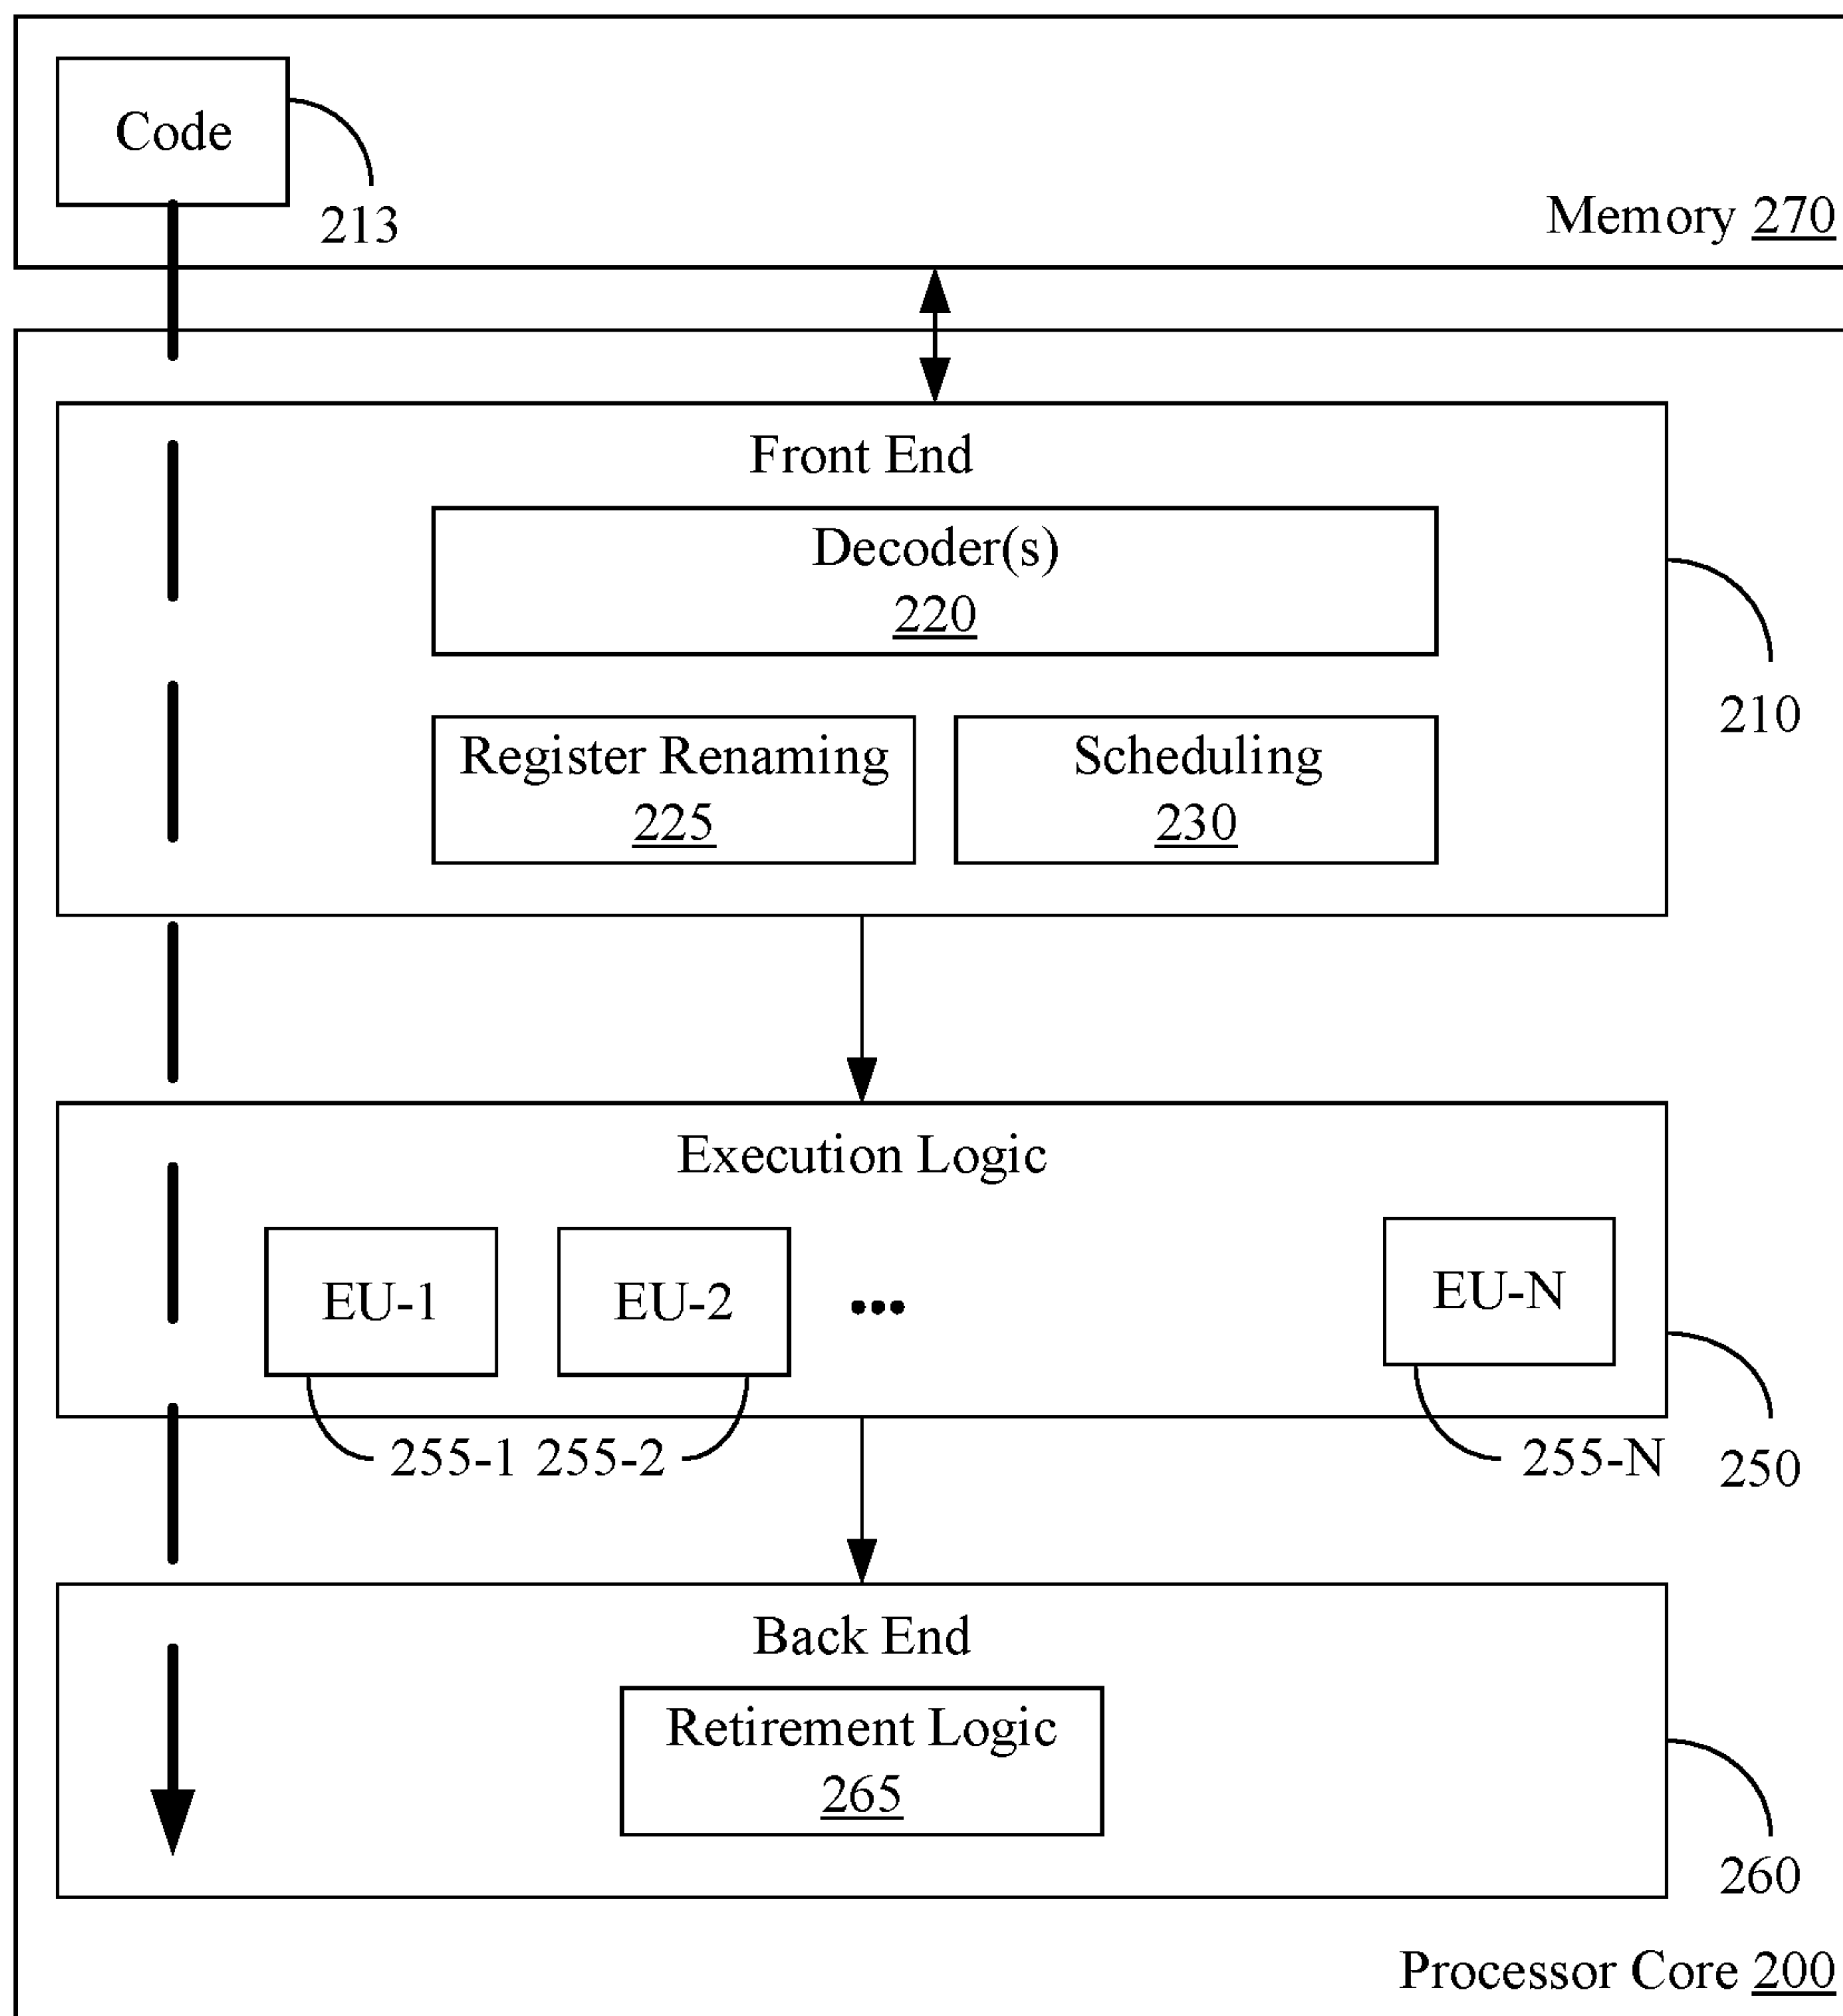 Code
213
Memory 270
Front End
Decoder(s)
220
210
Register Renaming
225
Scheduling
230
Execution Logic
EU-1
EU-2
•••
EU-N
255-1 255-2
255-N
250
Back End
Retirement Logic
265
260
Processor Core 200